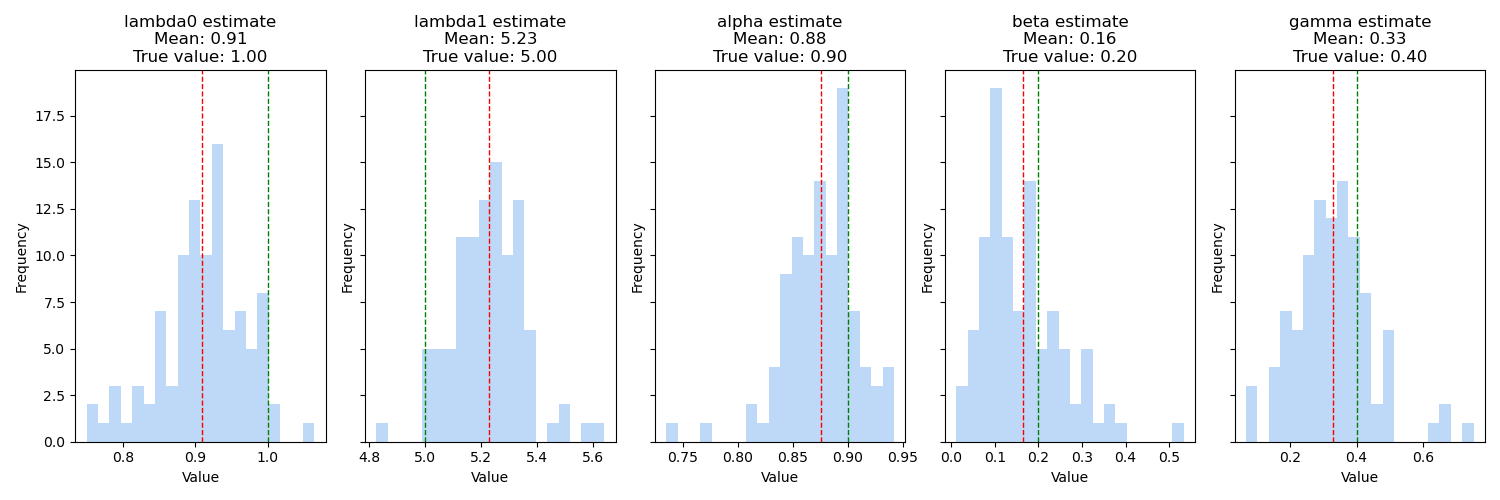 lambda0 estimate
Mean: 0.91
True value: 1.00
lambda1 estimate
Mean: 5.23
True value: 5.00
alpha estimate
Mean: 0.88
True value: 0.90
beta estimate
Mean: 0.16
True value: 0.20
gamma estimate
Mean: 0.33
True value: 0.40
Frequency
17.5
15.0
12.5
10.0
7.5
5.0
2.5
0.0
0.8 0.9 1.0
Value
Frequency
4.8 5.0 5.2 5.4 5.6
Value
Frequency
0.75 0.80 0.85 0.90 0.95
Value
Frequency
0.0 0.1 0.2 0.3 0.4 0.5
Value
Frequency
0.2 0.4 0.6
Value